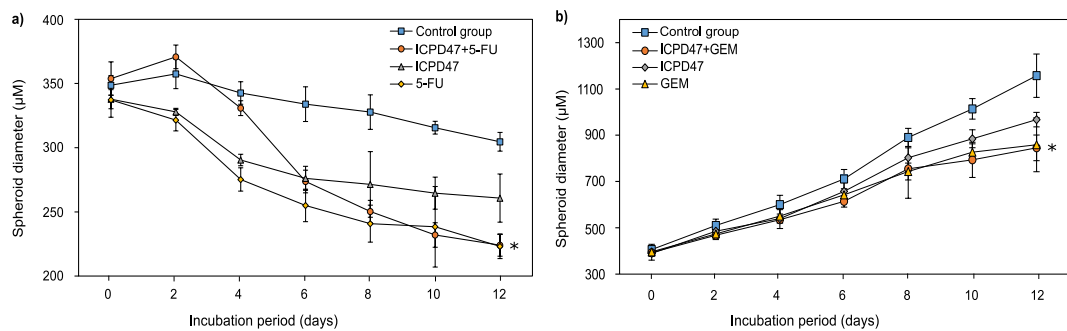 a)
400
350
300
250
200
Spheroid diameter (µM)
Control group
ICPD47+5-FU
ICPD47
5-FU
*
0 2 4 6 8 10 12
Incubation period (days)
b)
1300
1100
900
700
500
300
Spheroid diameter (µM)
Control group
ICPD47+GEM
ICPD47
GEM
*
0 2 4 6 8 10 12
Incubation period (days)